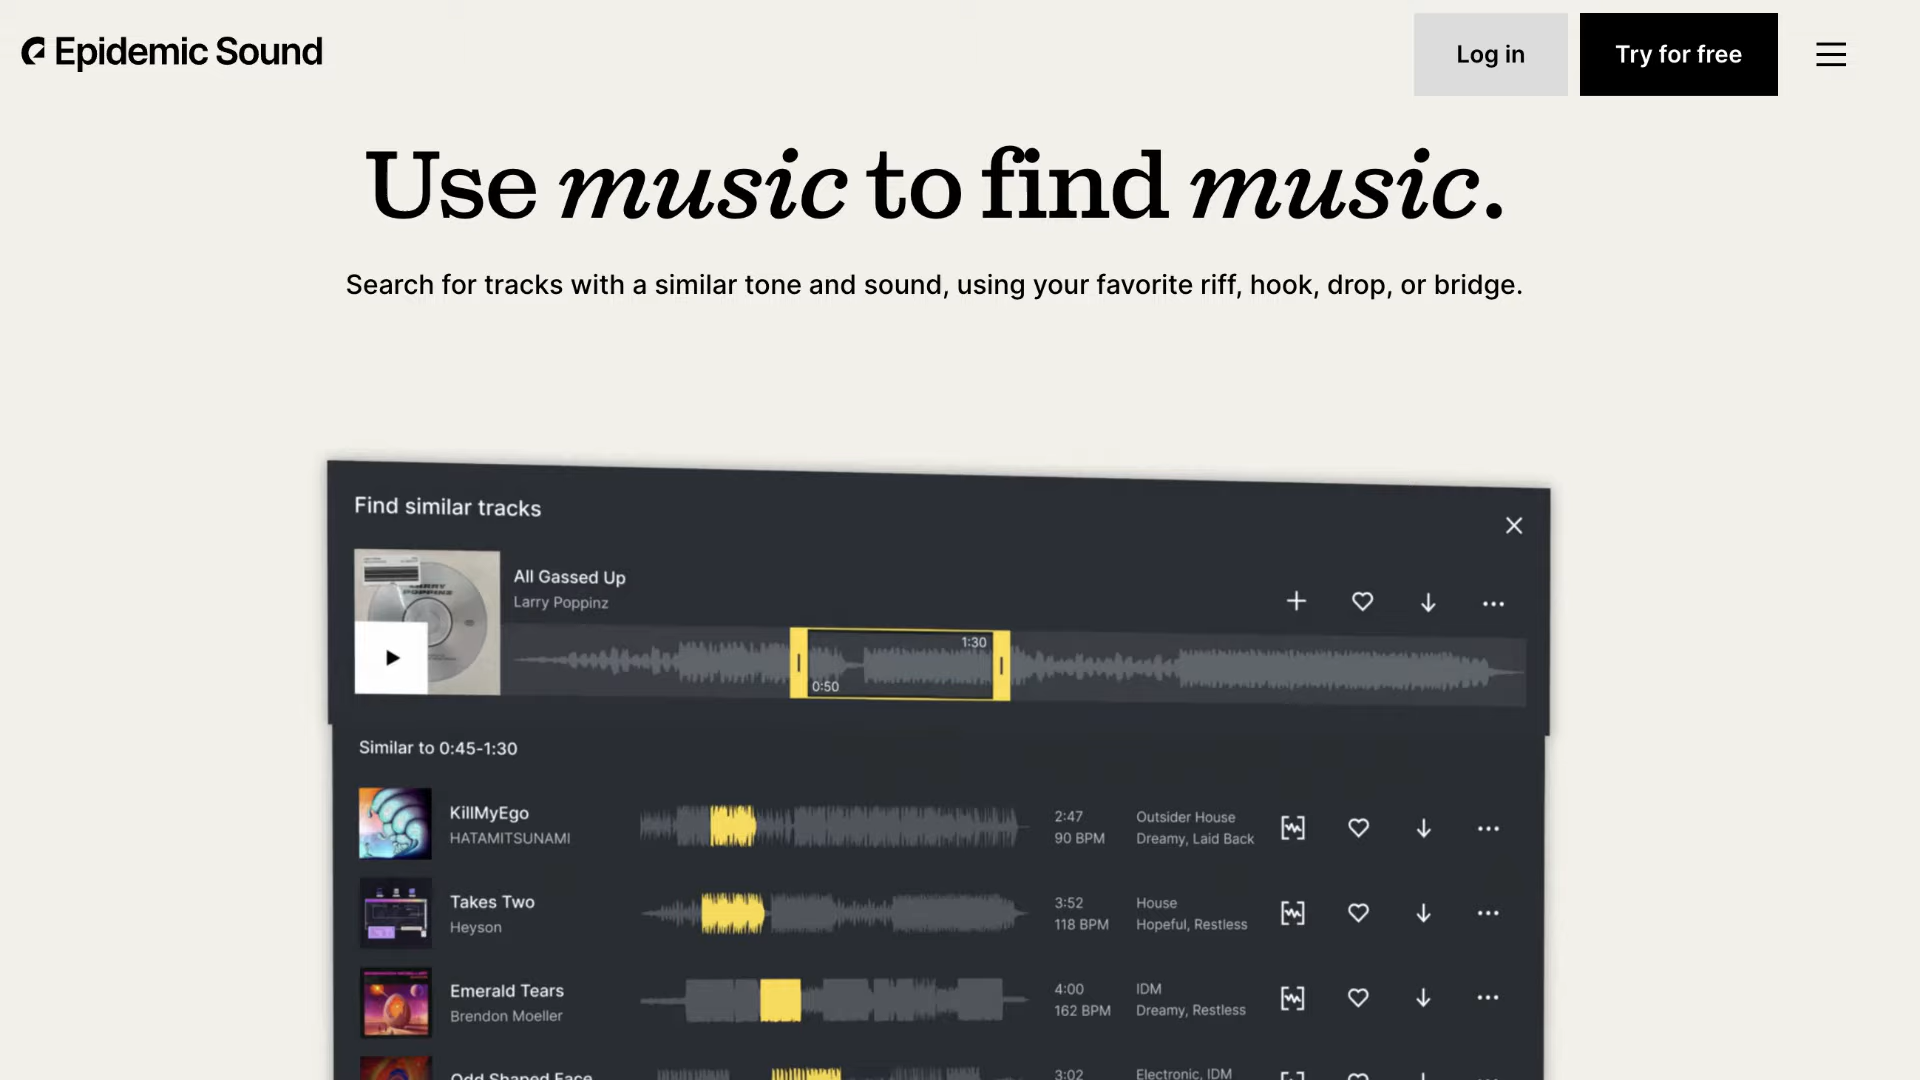 Epidemic Sound
Log in
Try for free
Use music to find music.
Search for tracks with a similar tone and sound, using your favorite riff, hook, drop, or bridge.
Find similar tracks
All Gassed Up
Larry Poppinz
1:30
0:50
Similar to 0:45-1:30
KillMyEgo
HATAMITSUNAMI
2:47
90 BPM
Outsider House
Dreamy, Laid Back
Takes Two
Heyson
3:52
118 BPM
House
Hopeful, Restless
Emerald Tears
Brendon Moeller
4:00
162 BPM
IDM
Dreamy, Restless
Odd Shaped Face
3:02
Electronic, IDM